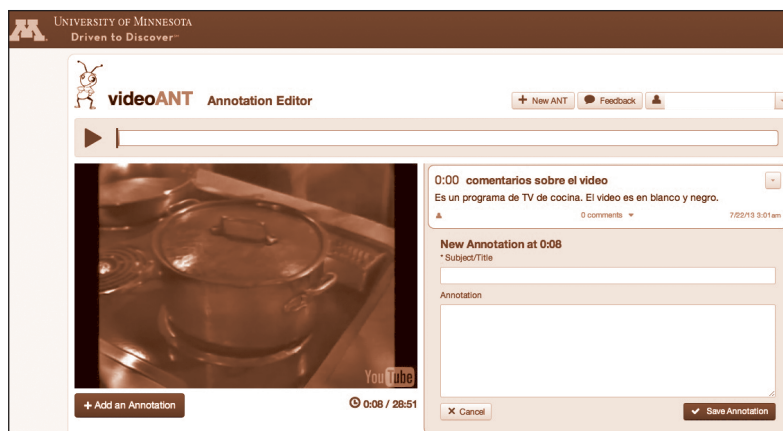 UNIVERSITY OF MINNESOTA
Driven to Discover℠
videoANT Annotation Editor
+ New ANT Feedback
0:00 comentarios sobre el video
Es un programa de TV de cocina. El video es en blanco y negro.
0 comments 7/22/13 3:01am
New Annotation at 0:08
* Subject/Title
Annotation
YouTube
+ Add an Annotation 0:08 / 28:51
X Cancel Save Annotation